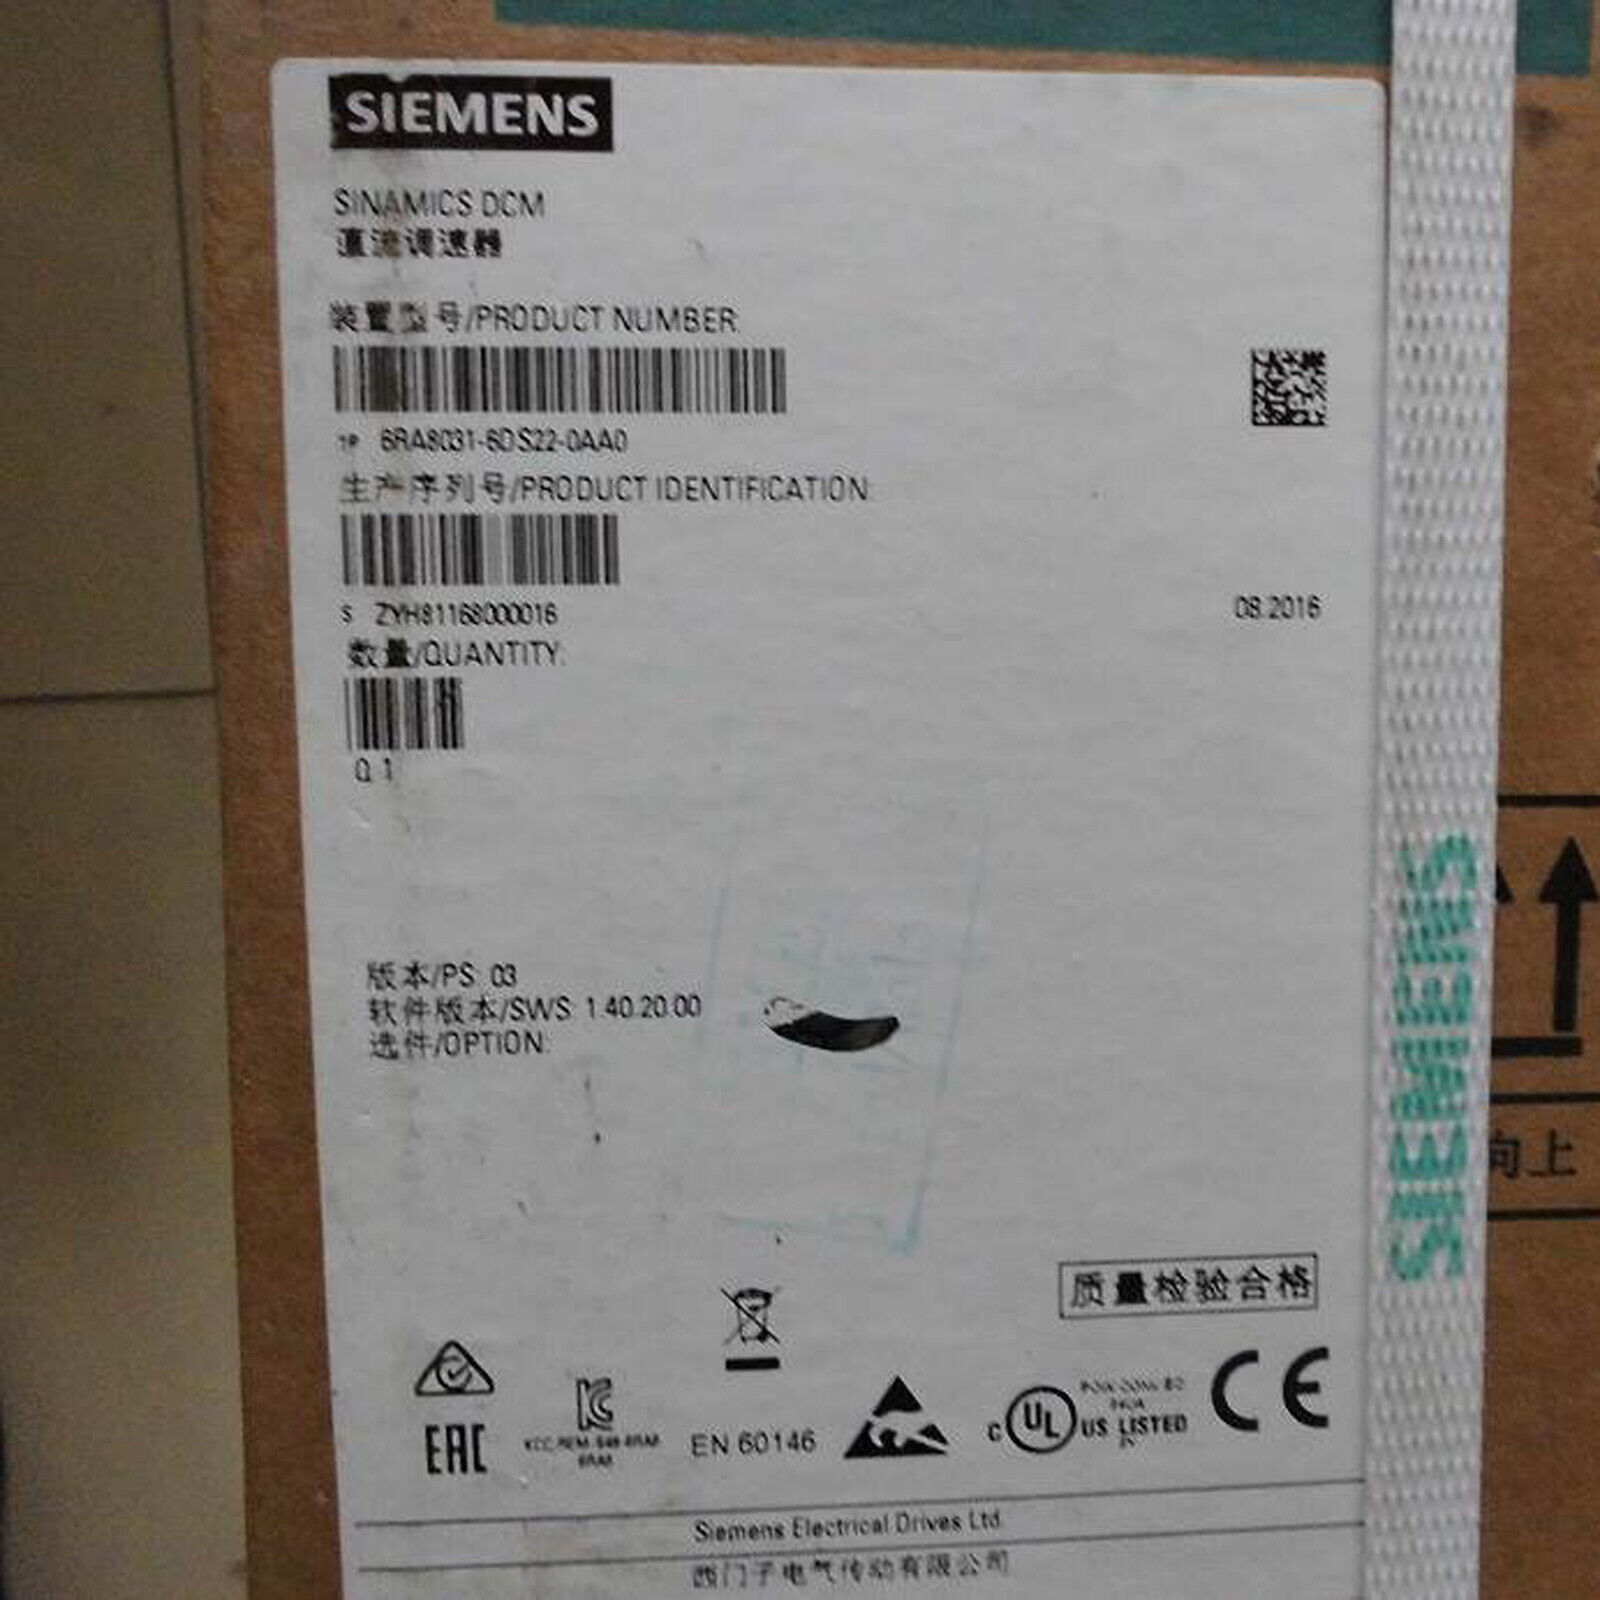 SIEMENS
SINAMICS DCM
直流调速器
装置型号/PRODUCT NUMBER:
1P 6RA8031-6DS22-0AA0
生产序列号/PRODUCT IDENTIFICATION:
S ZYH81168000016
08.2016
数量/QUANTITY:
Q 1
版本/PS: 03
软件版本/SWS: 1.40.20.00
选件/OPTION:
质量检验合格
EAC
EN 60146
C UL US LISTED
CE
Siemens Electrical Drives Ltd.
西门子电气传动有限公司
SIEMENS
向上